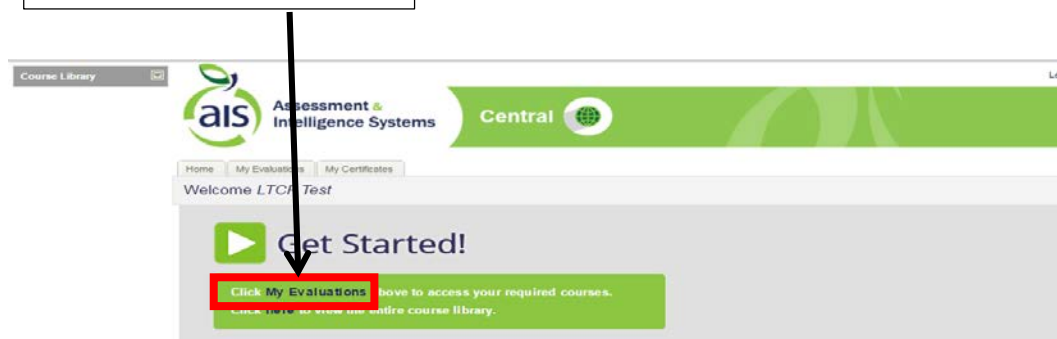 Course Library
ais
Assessment &
Intelligence Systems
Central
Home My Evaluations My Certificates
Welcome LTCF Test
Get Started!
Click My Evaluations above to access your required courses.
Click here to view the entire course library.